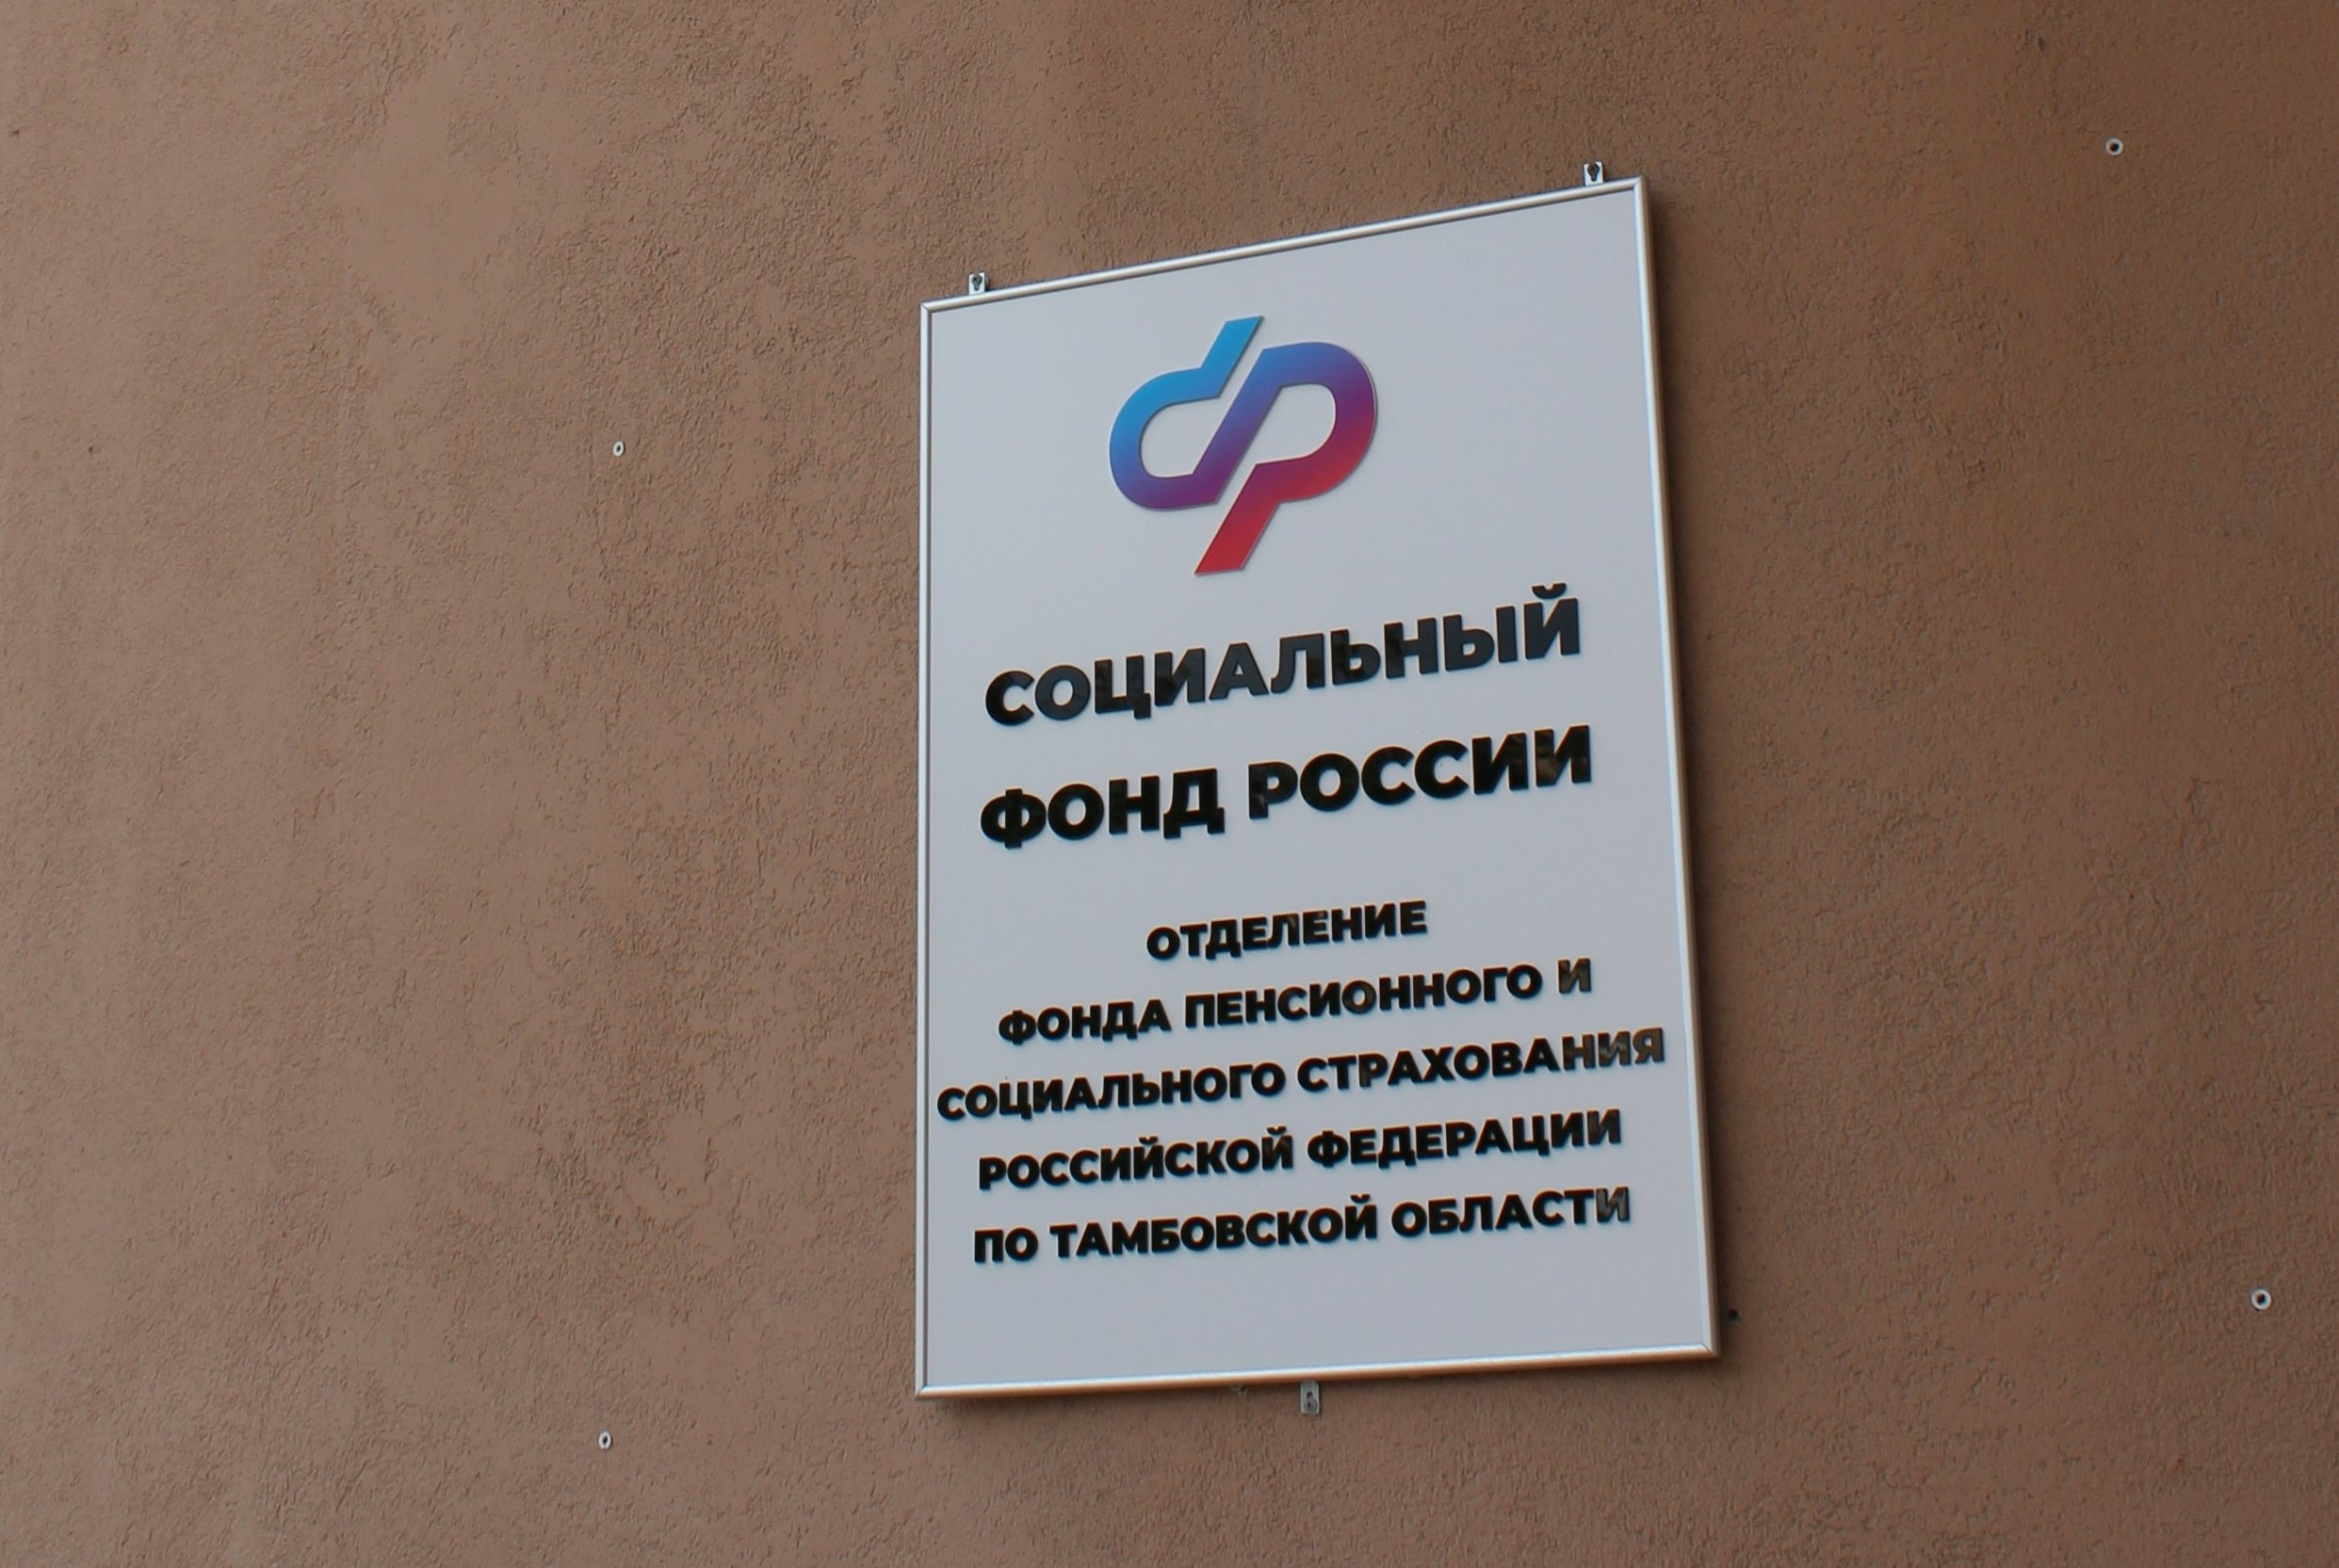 СОЦИАЛЬНЫЙ
ФОНД РОССИИ
ОТДЕЛЕНИЕ
ФОНДА ПЕНСИОННОГО И
СОЦИАЛЬНОГО СТРАХОВАНИЯ
РОССИЙСКОЙ ФЕДЕРАЦИИ
ПО ТАМБОВСКОЙ ОБЛАСТИ